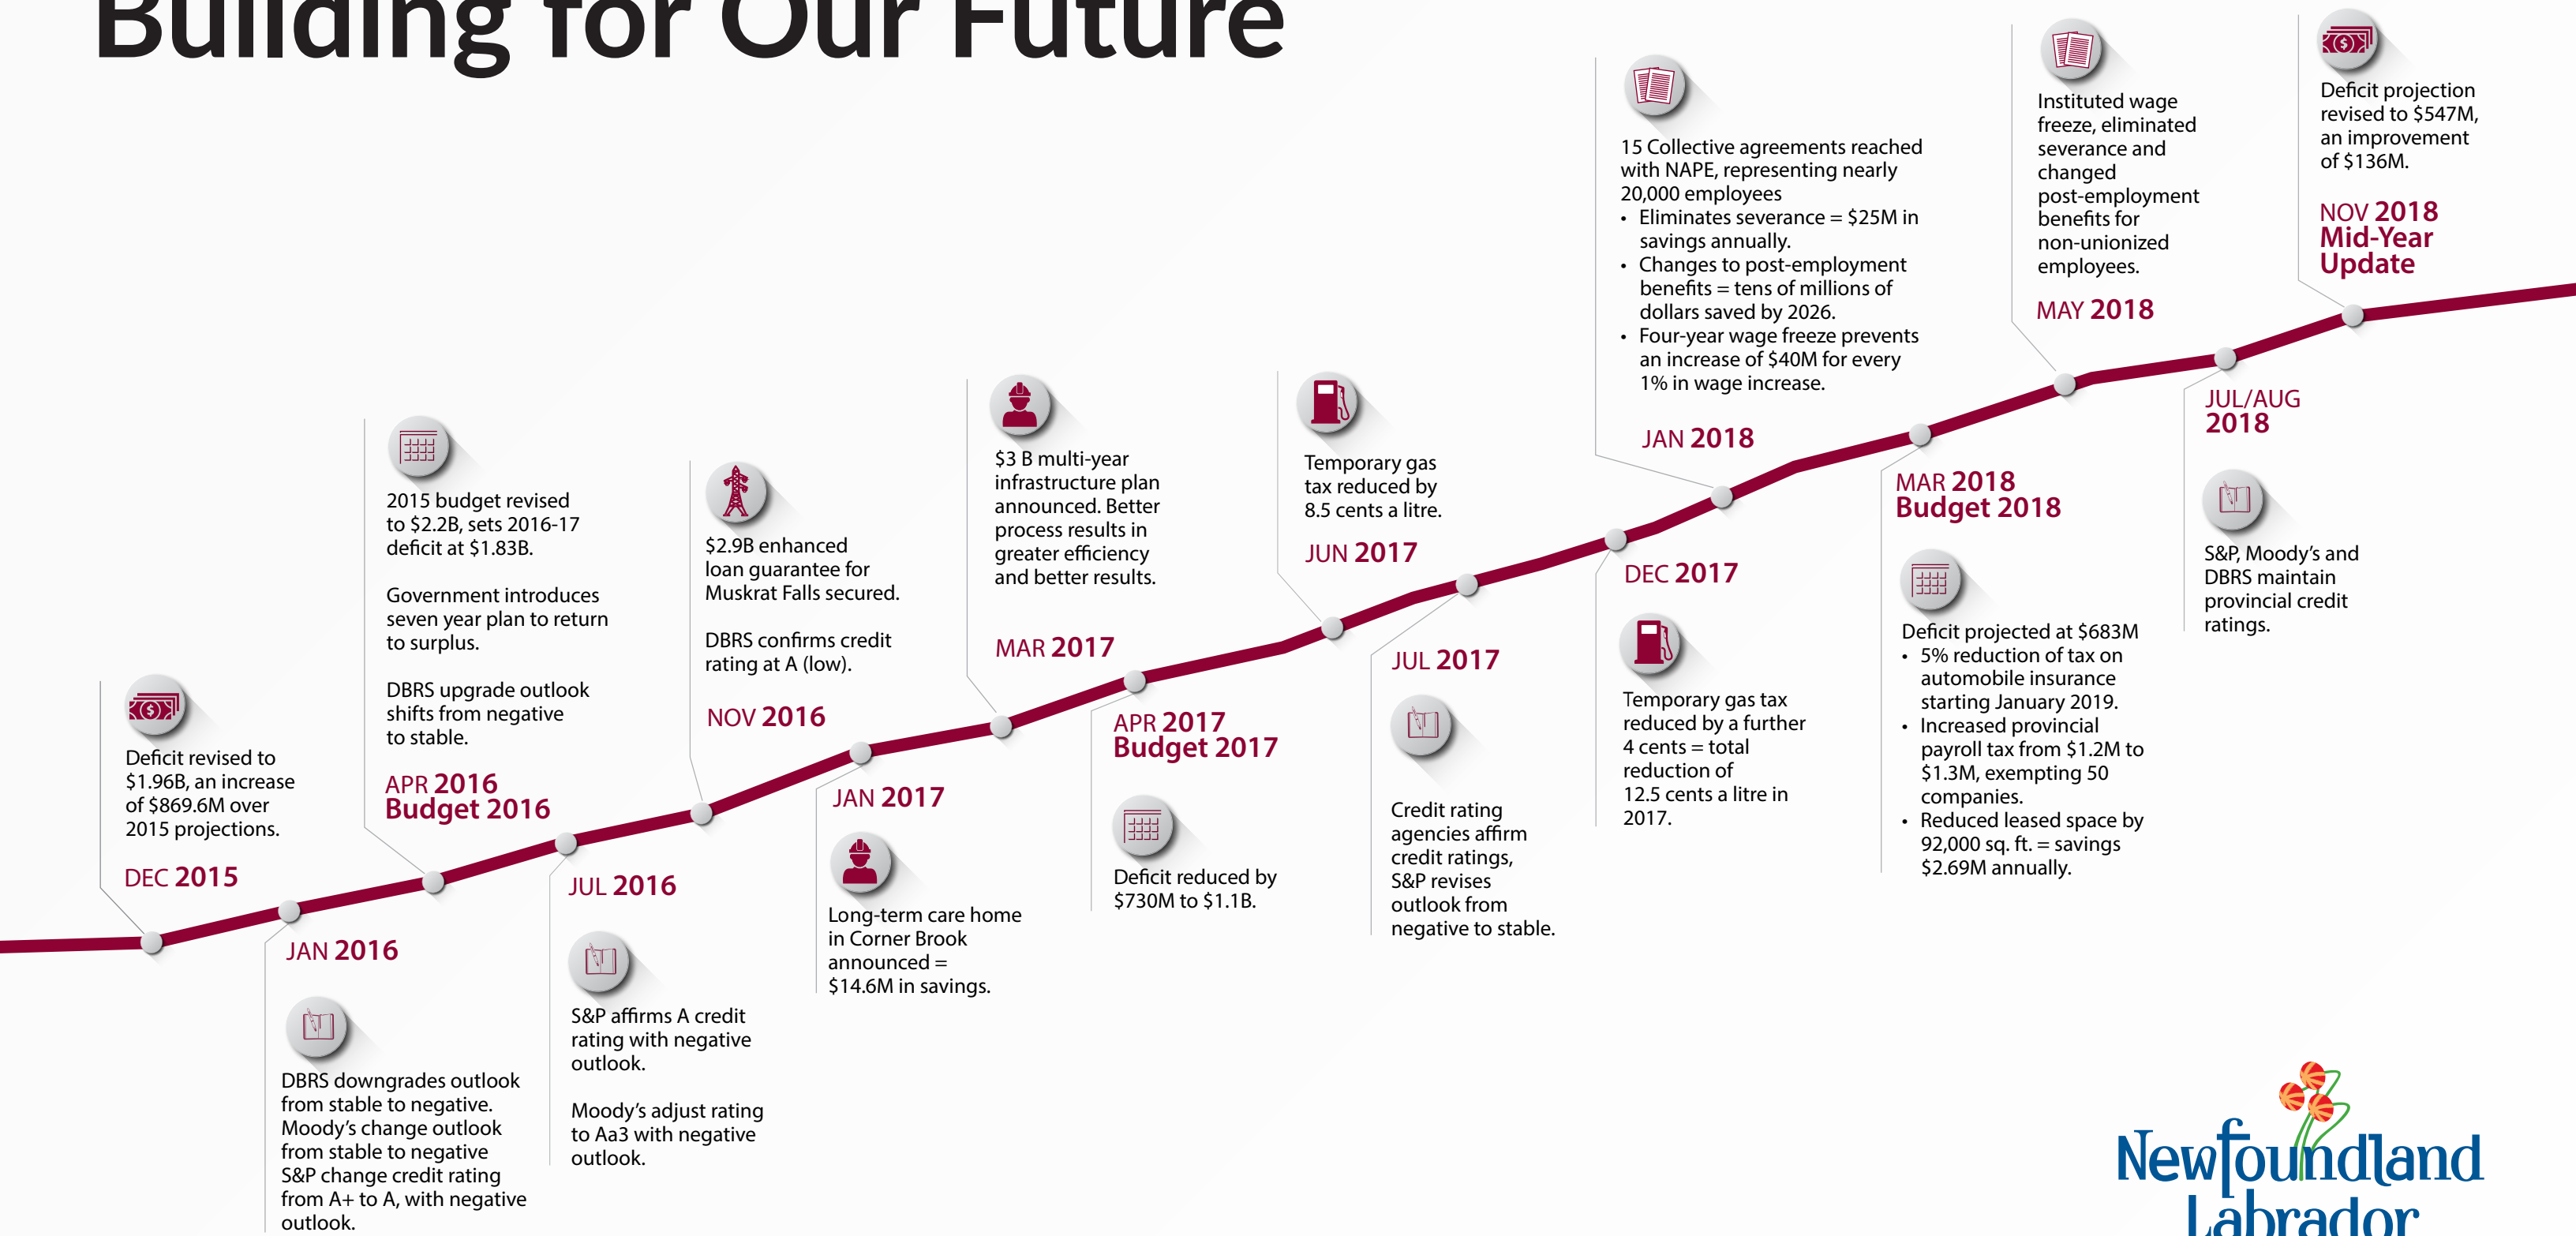 Building for Our Future
Deficit revised to
$1.96B, an increase
of $869.6M over
2015 projections.
DEC 2015
JAN 2016
DBRS downgrades outlook
from stable to negative.
Moody’s change outlook
from stable to negative
S&P change credit rating
from A+ to A, with negative
outlook.
2015 budget revised
to $2.2B, sets 2016-17
deficit at $1.83B.
Government introduces
seven year plan to return
to surplus.
DBRS upgrade outlook
shifts from negative
to stable.
APR 2016
Budget 2016
JUL 2016
S&P affirms A credit
rating with negative
outlook.
Moody’s adjust rating
to Aa3 with negative
outlook.
$2.9B enhanced
loan guarantee for
Muskrat Falls secured.
DBRS confirms credit
rating at A (low).
NOV 2016
JAN 2017
Long-term care home
in Corner Brook
announced =
$14.6M in savings.
$3 B multi-year
infrastructure plan
announced. Better
process results in
greater efficiency
and better results.
MAR 2017
APR 2017
Budget 2017
Deficit reduced by
$730M to $1.1B.
Temporary gas
tax reduced by
8.5 cents a litre.
JUN 2017
JUL 2017
Credit rating
agencies affirm
credit ratings,
S&P revises
outlook from
negative to stable.
DEC 2017
Temporary gas tax
reduced by a further
4 cents = total
reduction of
12.5 cents a litre in
2017.
15 Collective agreements reached
with NAPE, representing nearly
20,000 employees
• Eliminates severance = $25M in
savings annually.
• Changes to post-employment
benefits = tens of millions of
dollars saved by 2026.
• Four-year wage freeze prevents
an increase of $40M for every
1% in wage increase.
JAN 2018
MAR 2018
Budget 2018
Deficit projected at $683M
• 5% reduction of tax on
automobile insurance
starting January 2019.
• Increased provincial
payroll tax from $1.2M to
$1.3M, exempting 50
companies.
• Reduced leased space by
92,000 sq. ft. = savings
$2.69M annually.
Instituted wage
freeze, eliminated
severance and
changed
post-employment
benefits for
non-unionized
employees.
MAY 2018
JUL/AUG
2018
S&P, Moody’s and
DBRS maintain
provincial credit
ratings.
Deficit projection
revised to $547M,
an improvement
of $136M.
NOV 2018
Mid-Year
Update
Newfoundland
Labrador